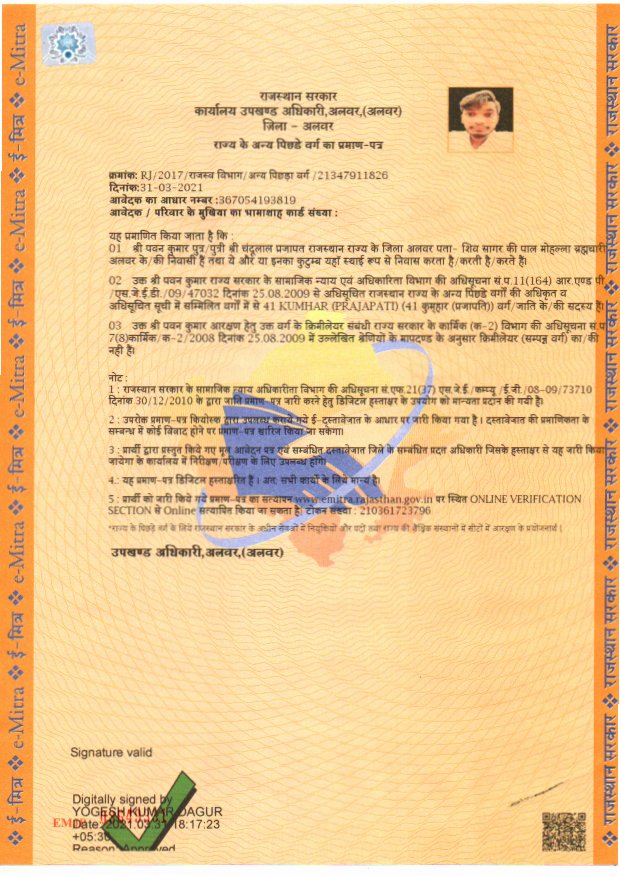 राजस्थान सरकार
कार्यालय उपखण्ड अधिकारी,अलवर,(अलवर)
ज़िला - अलवर
राज्य के अन्य पिछडे वर्ग का प्रमाण-पत्र
क्रमांक: RJ/2017/राजस्व विभाग/अन्य पिछड़ा वर्ग /21347911826
दिनांक:31-03-2021
आवेदक का आधार नम्बर :367054193819
आवेदक / परिवार के मुखिया का भामाशाह कार्ड संख्या :
यह प्रमाणित किया जाता है कि :
01 श्री पवन कुमार पुत्र/पुत्री श्री चंदुलाल प्रजापत राजस्थान राज्य के जिला अलवर पता- शिव सागर की पाल मोहल्ला ब्रह्मचारी
अलवर के/की निवासी हैं तथा ये और या इनका कुटुम्ब यहाँ स्थाई रूप से निवास करता है/करती है/करते हैं।
02 उक्त श्री पवन कुमार राज्य सरकार के सामाजिक न्याय एवं अधिकारिता विभाग की अधिसूचना सं.प.11(164) आर.एण्ड पी
/एस.जे.ई.डी./09/47032 दिनांक 25.08.2009 से अधिसूचित राजस्थान राज्य के अन्य पिछडे वर्गों की अधिकृत व
अधिसूचित सूची में सम्मिलित वर्गों में से 41 KUMHAR (PRAJAPATI) (41 कुम्हार (प्रजापति)) वर्ग/जाति के/की सदस्य हैं।
03 उक्त श्री पवन कुमार आरक्षण हेतु उक्त वर्ग के क्रिमीलेयर संबंधी राज्य सरकार के कार्मिक (क-2) विभाग की अधिसूचना सं.प
7(8)कार्मिक/क-2/2008 दिनांक 25.08.2009 में उल्लेखित श्रेणियों के मापदण्ड के अनुसार क्रिमीलेयर (सम्पन्न वर्ग) का/की
नही हैं।
नोट :
1 : राजस्थान सरकार के सामाजिक न्याय अधिकारीता विभाग की अधिसूचना सं.एफ.21(37) एस.जे.ई /कम्प्यु /ई.जी./08-09/73710
दिनांक 30/12/2010 के द्वारा जाति प्रमाण-पत्र जारी करने हेतु डिजिटल हस्ताक्षर के उपयोग को मान्यता प्रदान की गयी है।
2 : उपरोक्त प्रमाण-पत्र कियोस्क द्वारा उपलब्ध कराये गये ई-दस्तावेजात के आधार पर जारी किया गया है। दस्तावेजात की प्रमाणिकता के
सम्बन्ध में कोई विवाद होने पर प्रमाण-पत्र खारिज किया जा सकेगा।
3 : प्रार्थी द्वारा प्रस्तुत किये गए मूल आवेदन पत्र एवं सम्बंधित दस्तावेजात जिले के सम्बंधित प्रदत अधिकारी जिसके हस्ताक्षर से यह जारी किया
जायेगा के कार्यालय में निरीक्षण/परीक्षण के लिए उपलब्ध होंगे।
4.: यह प्रमाण-पत्र डिजिटल हस्ताक्षरित हैं। अत: सभी कार्यो के लिये मान्य है।
5 : प्रार्थी को जारी किये गये प्रमाण-पत्र का सत्यापन www.emitra.rajasthan.gov.in पर स्थित ONLINE VERIFICATION
SECTION से Online सत्यापित किया जा सकता है। टोकन संख्या : 210361723796
*राज्य के पिछड़े वर्ग के लिये राजस्थान सरकार के अधीन सेवाओं में नियुक्तियों और पदों तथा राज्य की शैक्षिक संस्थानों में सीटों में आरक्षण के प्रयोजनार्थ |
उपखण्ड अधिकारी,अलवर,(अलवर)
Signature valid
Digitally signed by
YOGESH KUMAR DAGUR
Date: 2021.03.31 18:17:23
+05:30
Reason: Approved
❖ ई-मित्र ❖ e-Mitra ❖ ई-मित्र ❖ e-Mitra ❖ ई-मित्र ❖ e-Mitra ❖ ई-मित्र ❖ e-Mitra
❖ राजस्थान सरकार ❖ राजस्थान सरकार ❖ राजस्थान सरकार ❖ राजस्थान सरकार ❖ राजस्थान सरकार ❖ राजस्थान सरकार